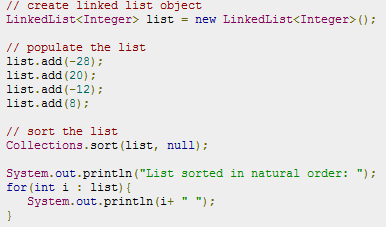 // create linked list object
LinkedList<Integer> list = new LinkedList<Integer>();
// populate the list
list.add(-28);
list.add(20);
list.add(-12);
list.add(8);
// sort the list
Collections.sort(list, null);
System.out.println("List sorted in natural order: ");
for(int i : list){
System.out.println(i+ " ");
}